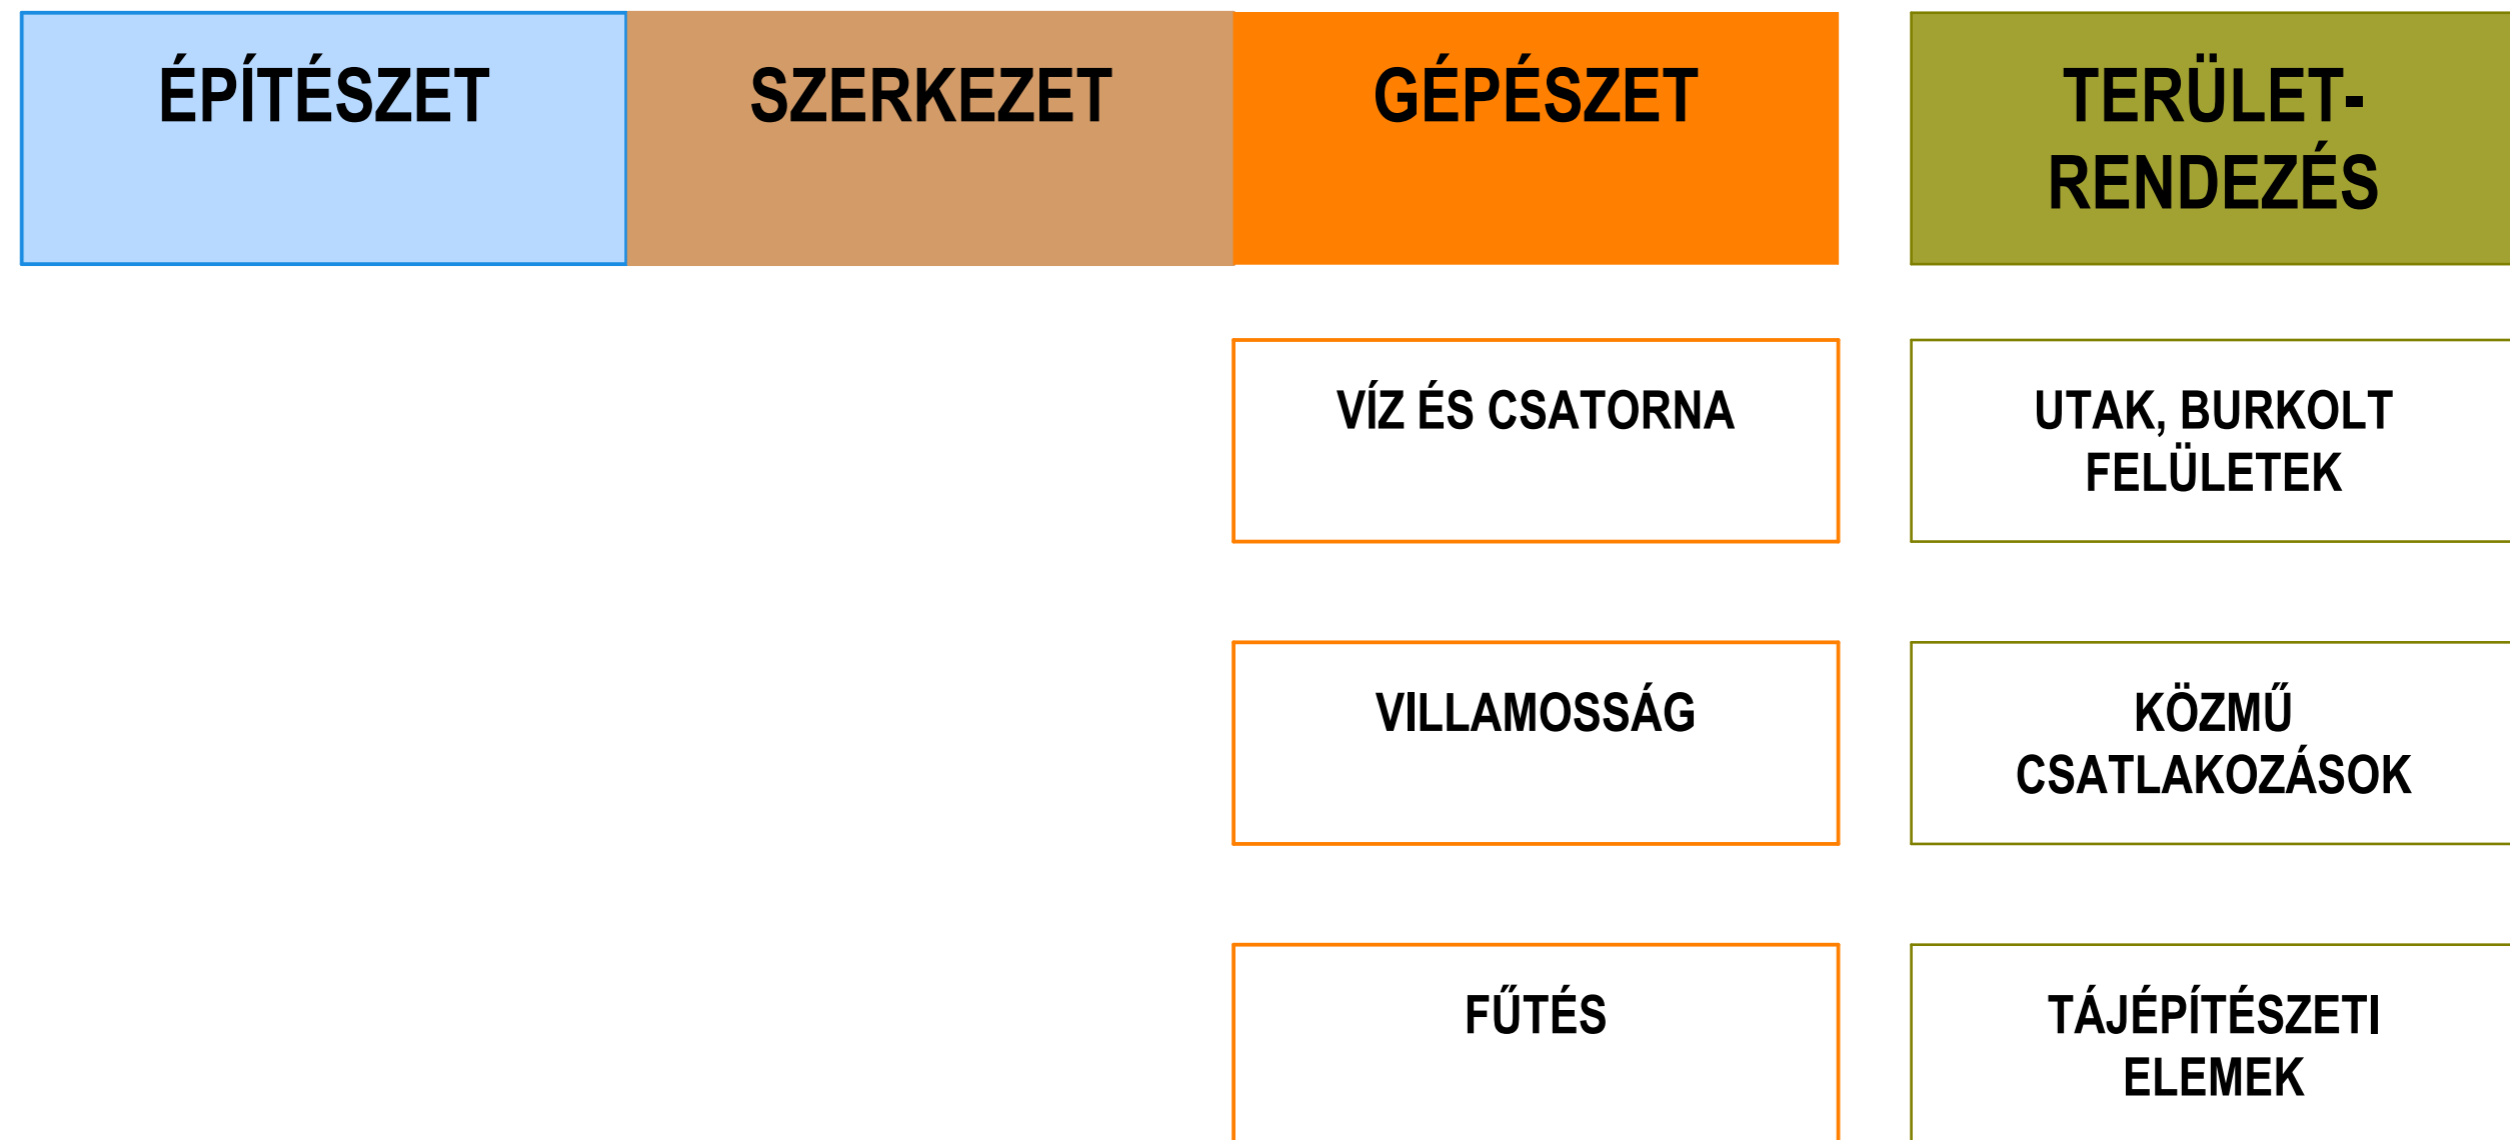 ÉPÍTÉSZET
SZERKEZET
GÉPÉSZET
TERÜLET-
RENDEZÉS
VÍZ ÉS CSATORNA
UTAK, BURKOLT
FELÜLETEK
VILLAMOSSÁG
KÖZMŰ
CSATLAKOZÁSOK
FŰTÉS
TÁJÉPÍTÉSZETI
ELEMEK